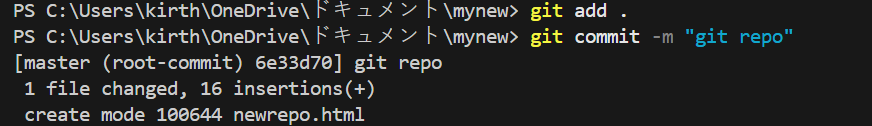 PS C:\Users\kirth\OneDrive\ドキュメント\mynew> git add .
PS C:\Users\kirth\OneDrive\ドキュメント\mynew> git commit -m "git repo"
[master (root-commit) 6e33d70] git repo
 1 file changed, 16 insertions(+)
 create mode 100644 newrepo.html